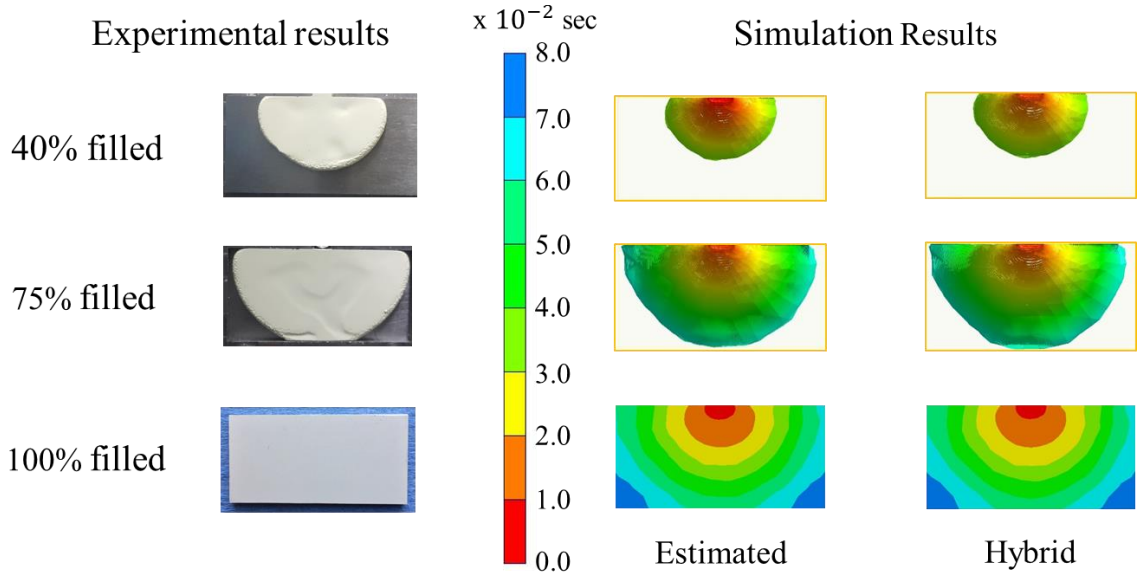 Experimental results
x 10⁻² sec
Simulation Results
8.0
7.0
6.0
5.0
4.0
3.0
2.0
1.0
0.0
40% filled
75% filled
100% filled
Estimated
Hybrid